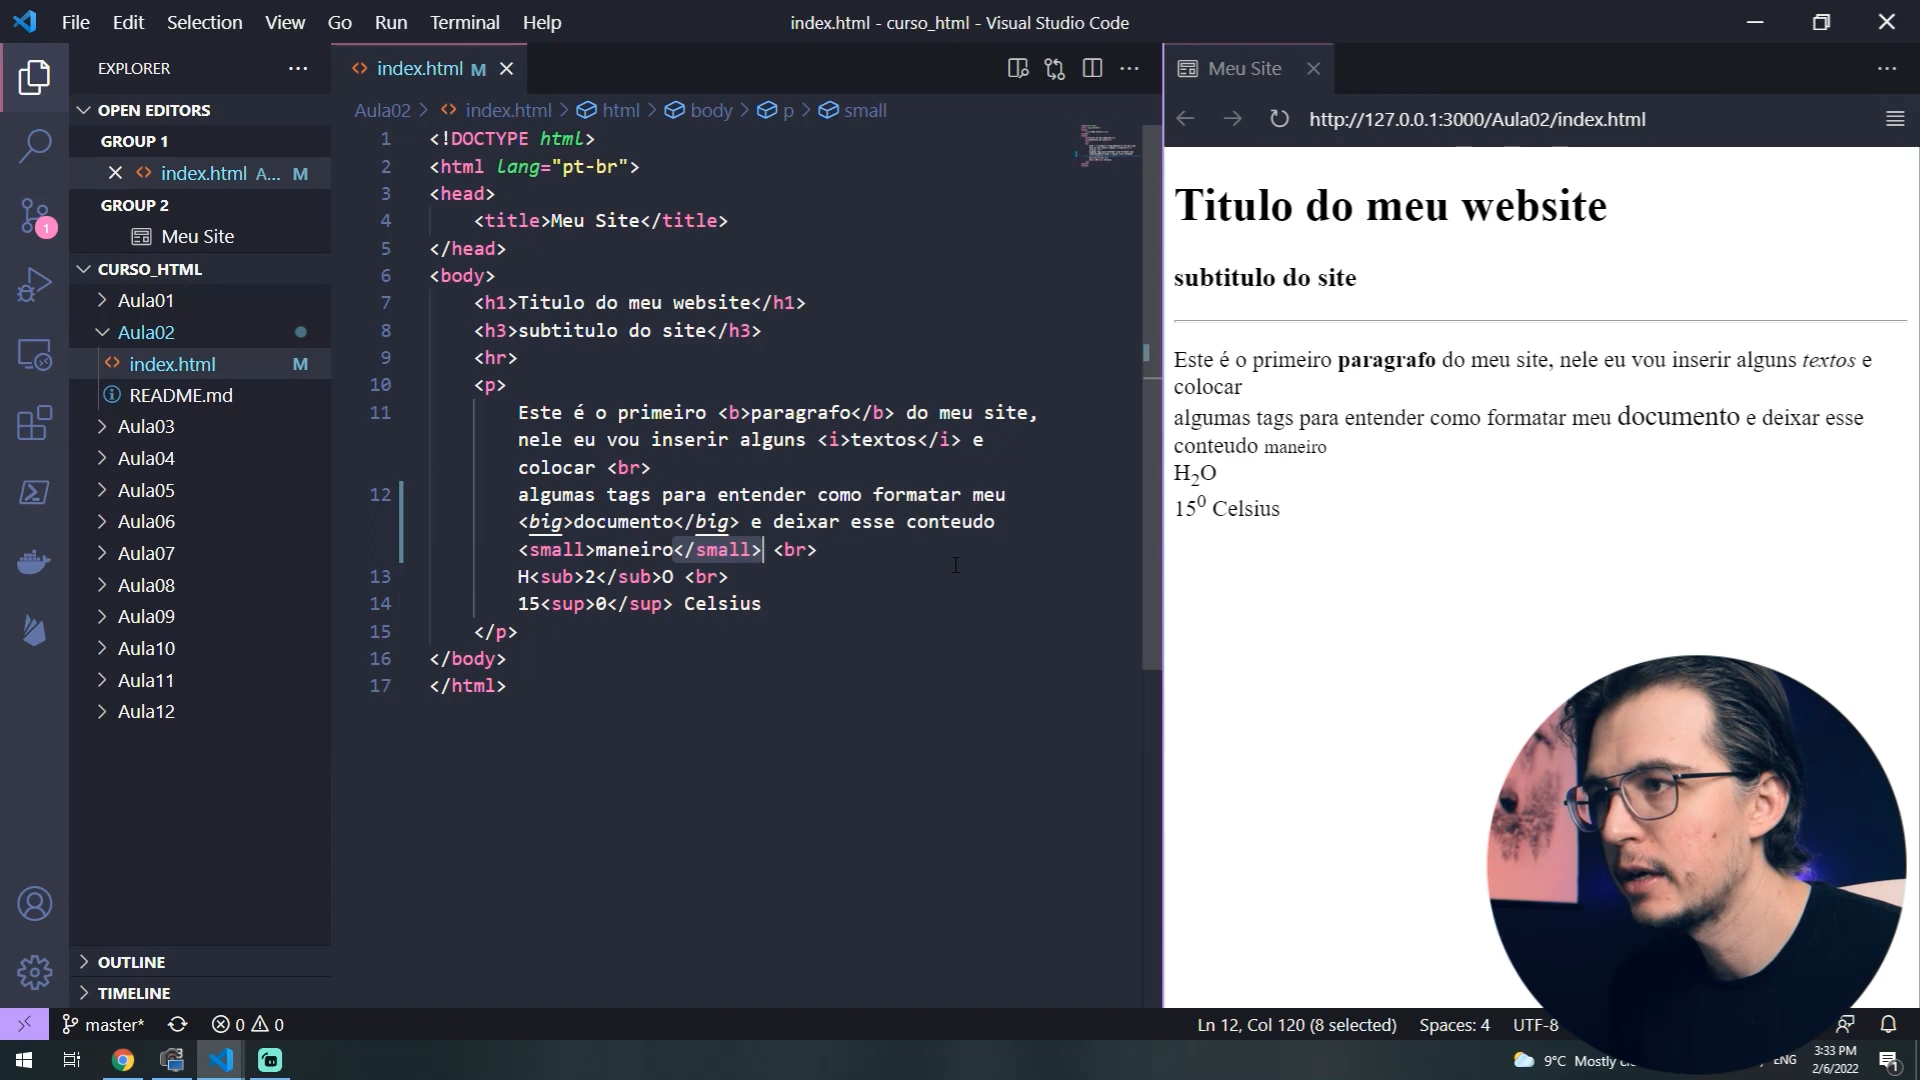 File Edit Selection View Go Run Terminal Help
index.html - curso_html - Visual Studio Code
EXPLORER
OPEN EDITORS
GROUP 1
index.html A... M
GROUP 2
Meu Site
CURSO_HTML
Aula01
Aula02
index.html M
README.md
Aula03
Aula04
Aula05
Aula06
Aula07
Aula08
Aula09
Aula10
Aula11
Aula12
OUTLINE
TIMELINE
1
index.html M
Aula02 > index.html > html > body > p > small
1 <!DOCTYPE html>
2 <html lang="pt-br">
3 <head>
4 <title>Meu Site</title>
5 </head>
6 <body>
7 <h1>Titulo do meu website</h1>
8 <h3>subtitulo do site</h3>
9 <hr>
10 <p>
11 Este é o primeiro <b>paragrafo</b> do meu site,
nele eu vou inserir alguns <i>textos</i> e
colocar <br>
12 algumas tags para entender como formatar meu
<big>documento</big> e deixar esse conteudo
<small>maneiro</small> <br>
13 H<sub>2</sub>O <br>
14 15<sup>0</sup> Celsius
15 </p>
16 </body>
17 </html>
Meu Site
http://127.0.0.1:3000/Aula02/index.html
Titulo do meu website
subtitulo do site
Este é o primeiro paragrafo do meu site, nele eu vou inserir alguns textos e
colocar
algumas tags para entender como formatar meu documento e deixar esse
conteudo maneiro
H2O
15⁰ Celsius
master* 0 0
Ln 12, Col 120 (8 selected) Spaces: 4 UTF-8
9°C Mostly ENG
3:33 PM
2/6/2022
1